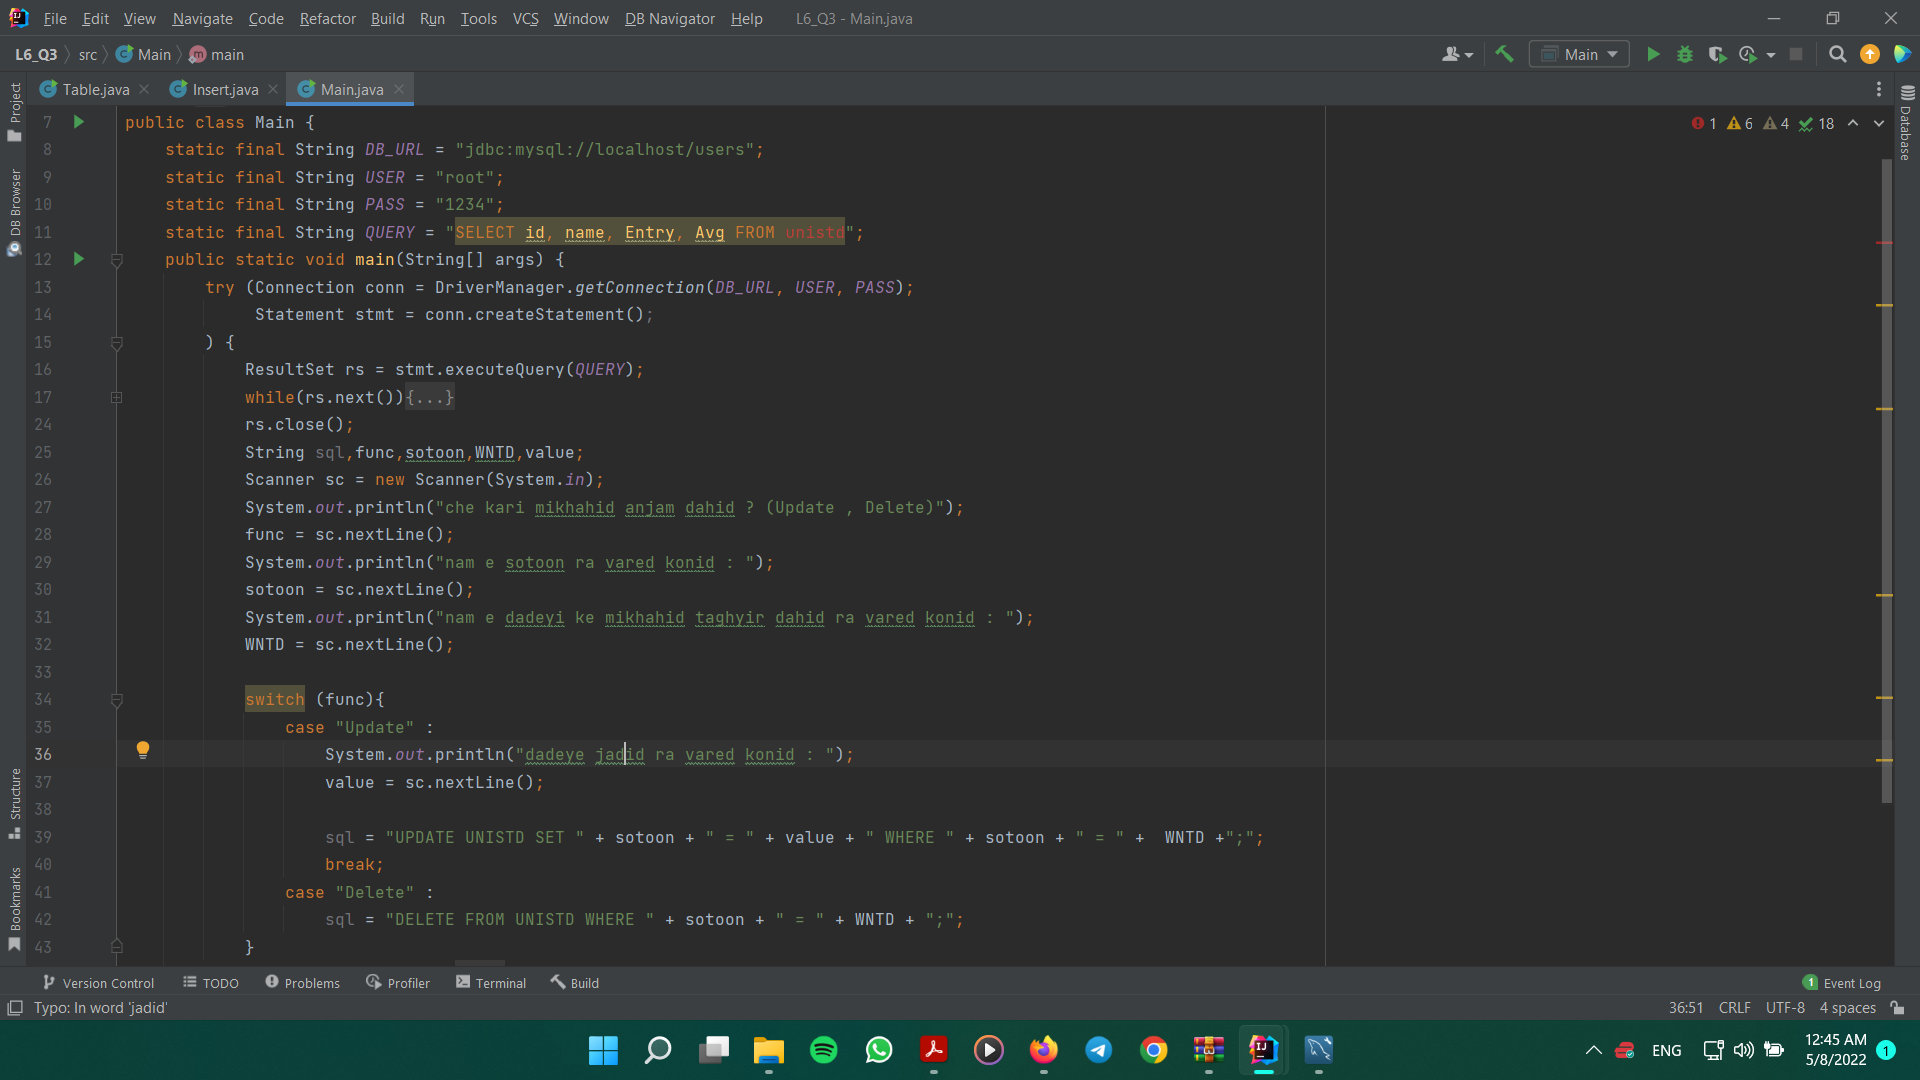 File Edit View Navigate Code Refactor Build Run Tools VCS Window DB Navigator Help L6_Q3 - Main.java
L6_Q3 src Main main Main
Table.java Insert.java Main.java
Project
DB Browser
Structure
Bookmarks
Database
1 6 4 18
7 public class Main {
8 static final String DB_URL = "jdbc:mysql://localhost/users";
9 static final String USER = "root";
10 static final String PASS = "1234";
11 static final String QUERY = "SELECT id, name, Entry, Avg FROM unistd";
12 public static void main(String[] args) {
13 try (Connection conn = DriverManager.getConnection(DB_URL, USER, PASS);
14 Statement stmt = conn.createStatement();
15 ) {
16 ResultSet rs = stmt.executeQuery(QUERY);
17 while(rs.next()){...}
24 rs.close();
25 String sql,func,sotoon,WNTD,value;
26 Scanner sc = new Scanner(System.in);
27 System.out.println("che kari mikhahid anjam dahid ? (Update , Delete)");
28 func = sc.nextLine();
29 System.out.println("nam e sotoon ra vared konid : ");
30 sotoon = sc.nextLine();
31 System.out.println("nam e dadeyi ke mikhahid taghyir dahid ra vared konid : ");
32 WNTD = sc.nextLine();
33
34 switch (func){
35 case "Update" :
36 System.out.println("dadeye jadid ra vared konid : ");
37 value = sc.nextLine();
38
39 sql = "UPDATE UNISTD SET " + sotoon + " = " + value + " WHERE " + sotoon + " = " +  WNTD +";";
40 break;
41 case "Delete" :
42 sql = "DELETE FROM UNISTD WHERE " + sotoon + " = " + WNTD + ";";
43 }
Version Control TODO Problems Profiler Terminal Build 1 Event Log
Typo: In word 'jadid' 36:51 CRLF UTF-8 4 spaces
ENG 12:45 AM 1
5/8/2022